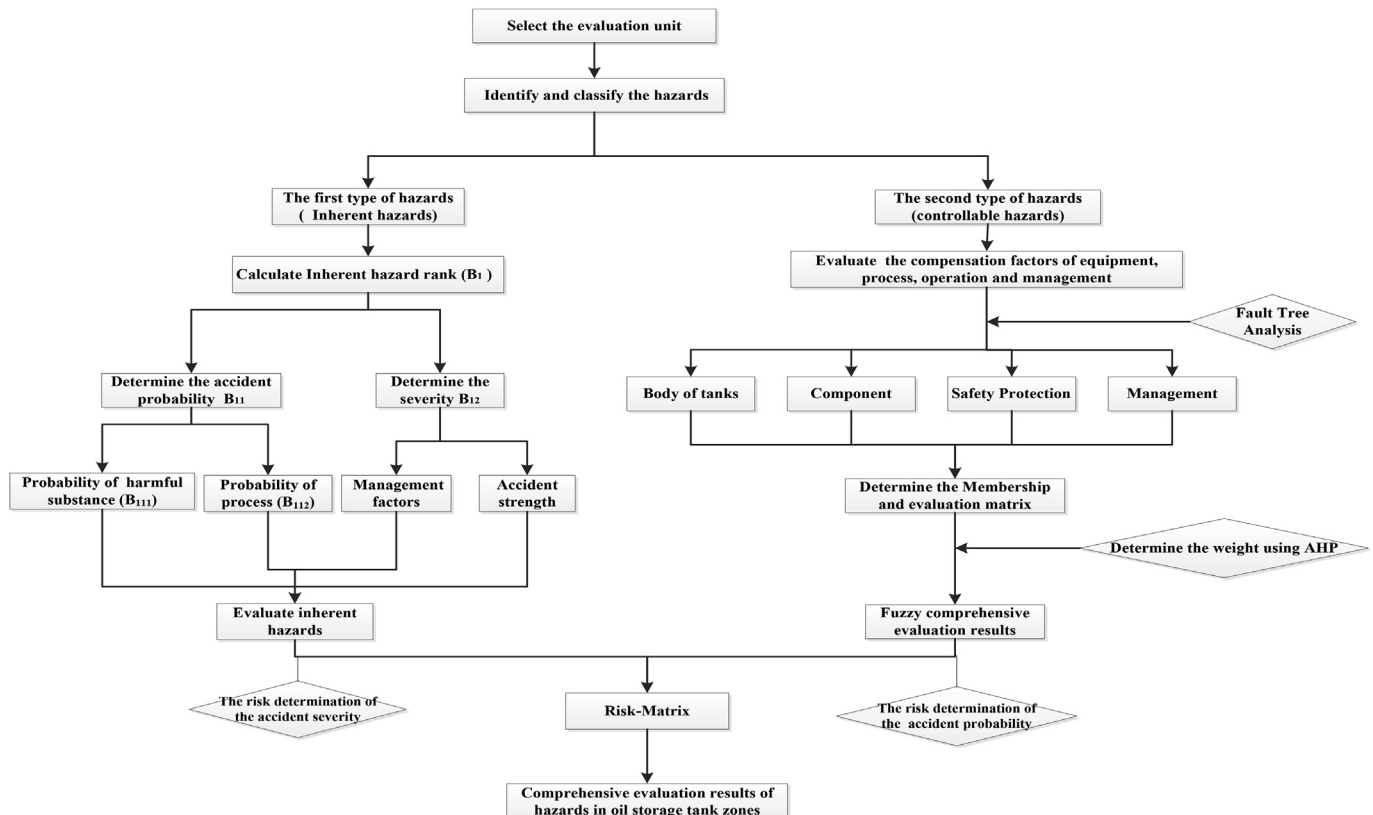 Select the evaluation unit
Identify and classify the hazards
The first type of hazards
( Inherent hazards)
The second type of hazards
(controllable hazards)
Calculate Inherent hazard rank (B₁ )
Evaluate the compensation factors of equipment,
process, operation and management
Fault Tree
Analysis
Determine the accident
probability B₁₁
Determine the
severity B₁₂
Body of tanks
Component
Safety Protection
Management
Probability of harmful
substance (B₁₁₁)
Probability of
process (B₁₁₂)
Management
factors
Accident
strength
Determine the Membership
and evaluation matrix
Determine the weight using AHP
Evaluate inherent
hazards
Fuzzy comprehensive
evaluation results
The risk determination of
the accident severity
Risk-Matrix
The risk determination of
the accident probability
Comprehensive evaluation results of
hazards in oil storage tank zones